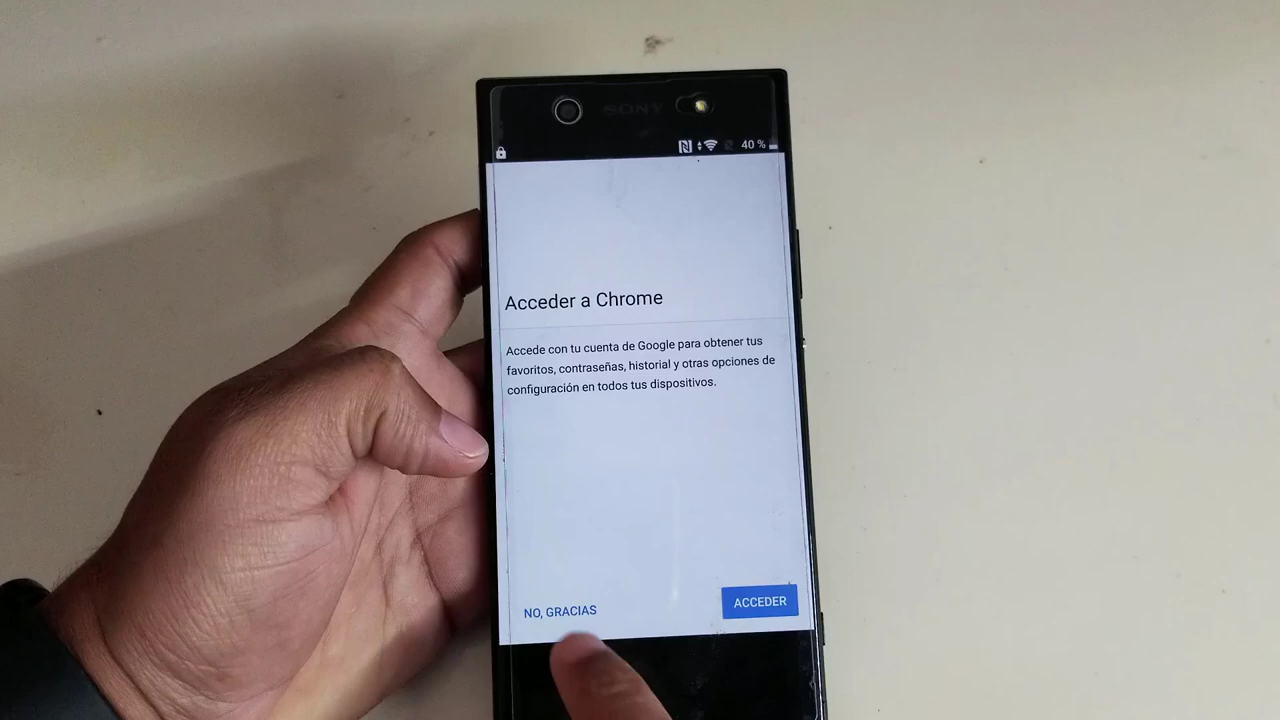 SONY
40 %
Acceder a Chrome
Accede con tu cuenta de Google para obtener tus
favoritos, contraseñas, historial y otras opciones de
configuración en todos tus dispositivos.
NO, GRACIAS
ACCEDER